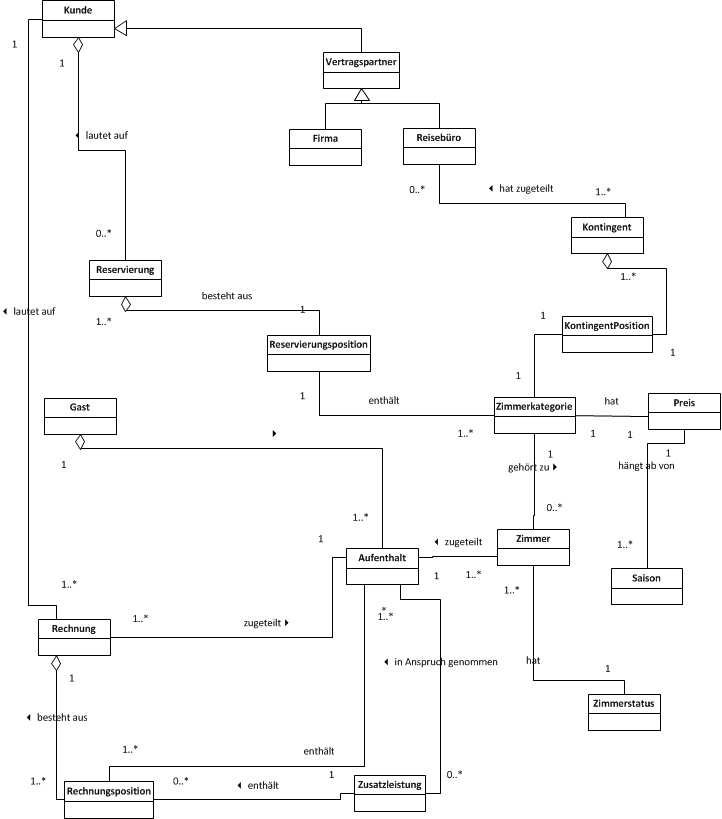 Kunde
1
1
Vertragspartner
◄ lautet auf
Firma
Reisebüro
0..*
◄ hat zugeteilt
1..*
Kontingent
0..*
Reservierung
1..*
besteht aus
1..*
1
◄ lautet auf
1
KontingentPosition
Reservierungsposition
1
1
1
enthält
Zimmerkategorie
hat
Preis
Gast
1..*
1
1
►
1
1
1
gehört zu ►
hängt ab von
1..*
0..*
1
◄ zugeteilt
Zimmer
1..*
Aufenthalt
1
1..*
1..*
Saison
1..*
*
1..*
1..*
zugeteilt ►
Rechnung
1
◄ in Anspruch genommen
hat
1
Zimmerstatus
◄ besteht aus
1..*
enthält
1..*
0..*
◄ enthält
1
0..*
Rechnungsposition
Zusatzleistung